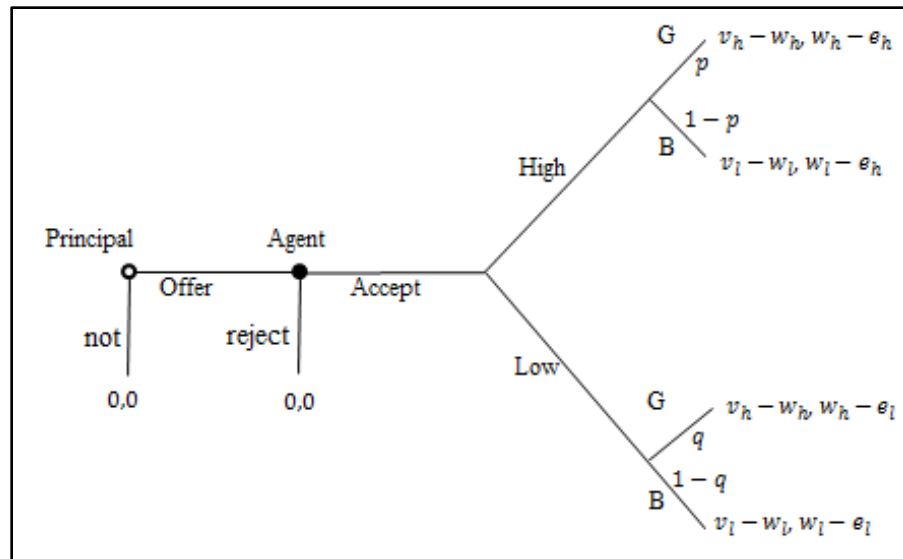 G
v_h − w_h, w_h − e_h
p
1 − p
B
v_l − w_l, w_l − e_h
High
Principal
Agent
Offer
Accept
not
reject
0,0
0,0
Low
G
v_h − w_h, w_h − e_l
q
1 − q
B
v_l − w_l, w_l − e_l